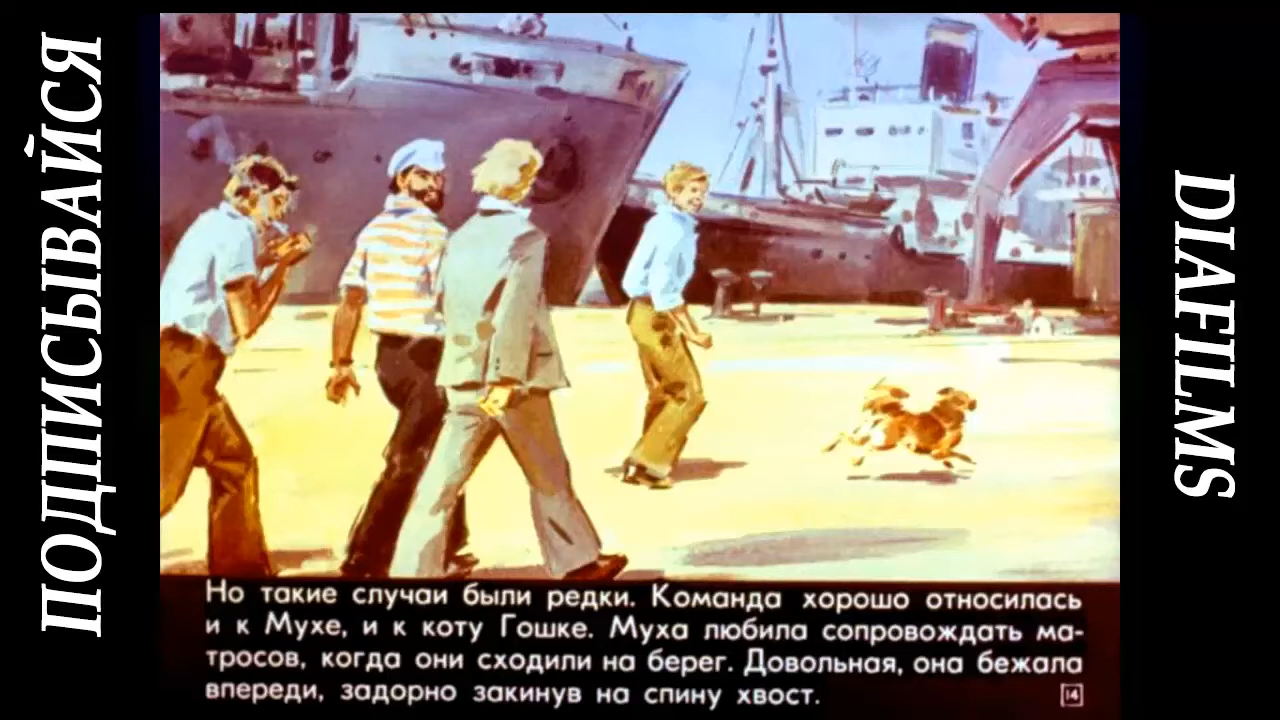 ПОДПИСЫВАЙСЯ
DIAFILMS
Но такие случаи были редки. Команда хорошо относилась
и к Мухе, и к коту Гошке. Муха любила сопровождать ма-
тросов, когда они сходили на берег. Довольная, она бежала
впереди, задорно закинув на спину хвост.
14